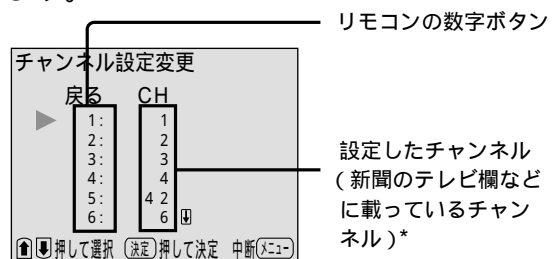 リモコンの数字ボタン
チャンネル設定変更
戻る CH
1: 1
2: 2
3: 3
4: 4
5: 42
6: 6
設定したチャンネル
(新聞のテレビ欄など
に載っているチャン
ネル)*
押して選択 決定 押して決定 中断 メニュー